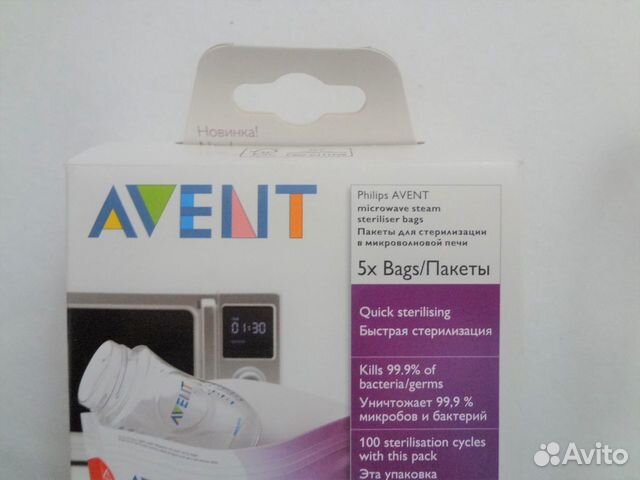 Новинка!
AVENT
Philips AVENT
microwave steam
steriliser bags
Пакеты для стерилизации
в микроволновой печи
5x Bags/Пакеты
01:30
Quick sterilising
Быстрая стерилизация
Kills 99.9% of
bacteria/germs
Уничтожает 99,9 %
микробов и бактерий
AVENT
100 sterilisation cycles
with this pack
Эта упаковка
Avito